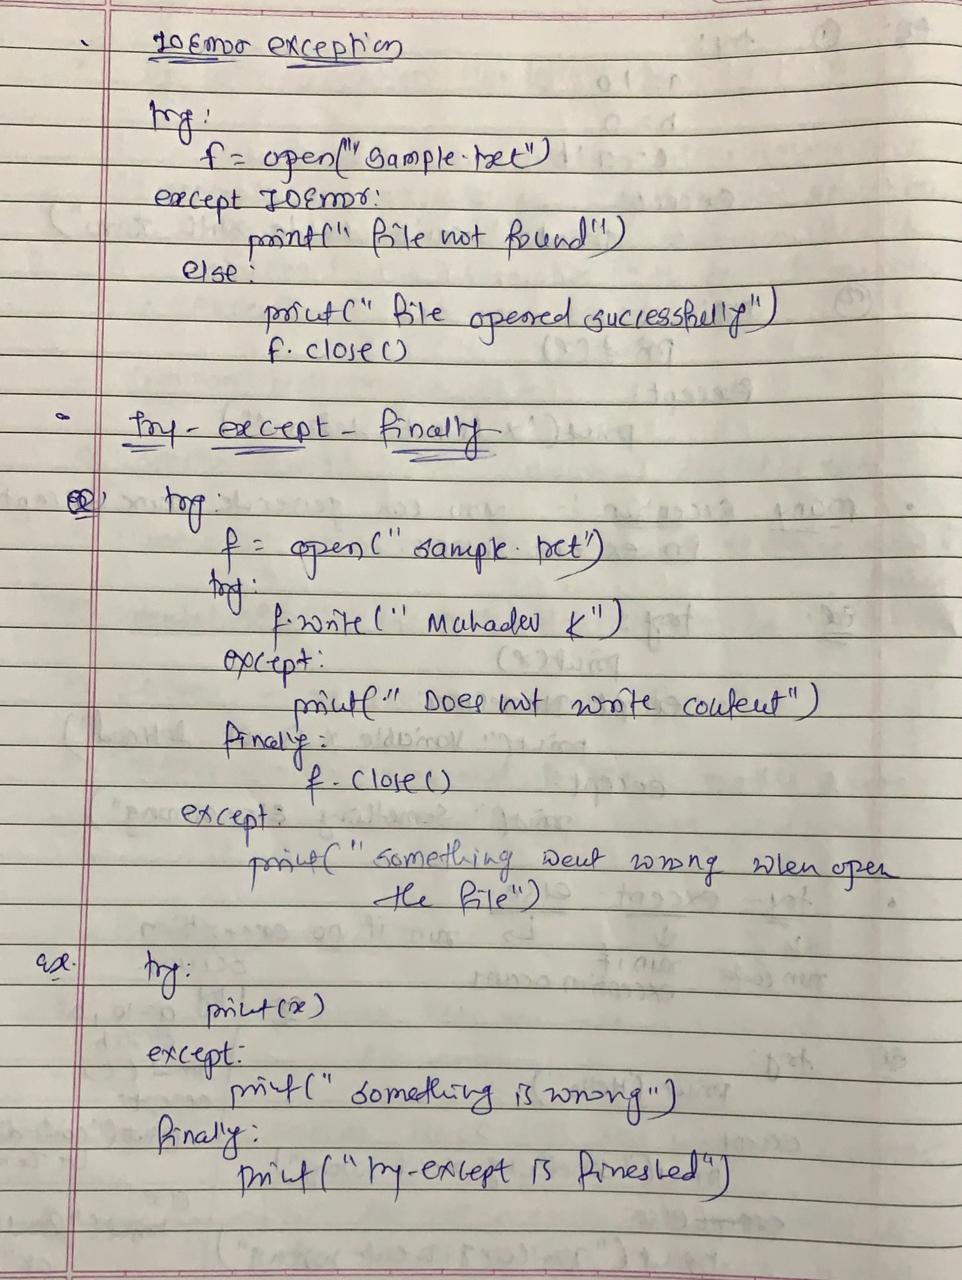 IOError exception
try:
f = open("sample.txt")
except IOError:
print("file not found")
else:
print("file opened successfully")
f.close()
try-except-finally
ex:
try:
f = open("sample.txt")
try:
f.write("Mahadev K")
except:
print("Does not write content")
finally:
f.close()
except:
print("something went wrong when open
the file")
ex.
try:
print(x)
except:
print("something is wrong")
finally:
print("try-except is fineshed")